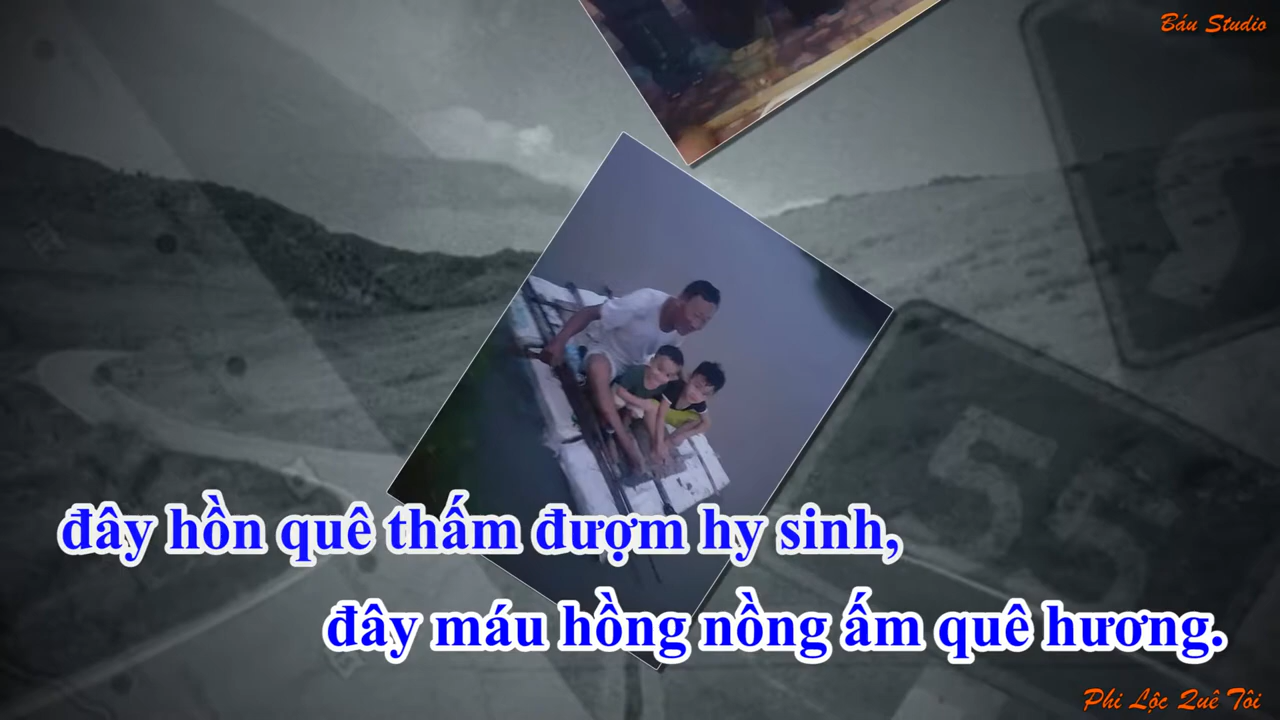 Báu Studio
55
đây hồn quê thấm đượm hy sinh,
đây máu hồng nồng ấm quê hương.
Phi Lộc Quê Tôi